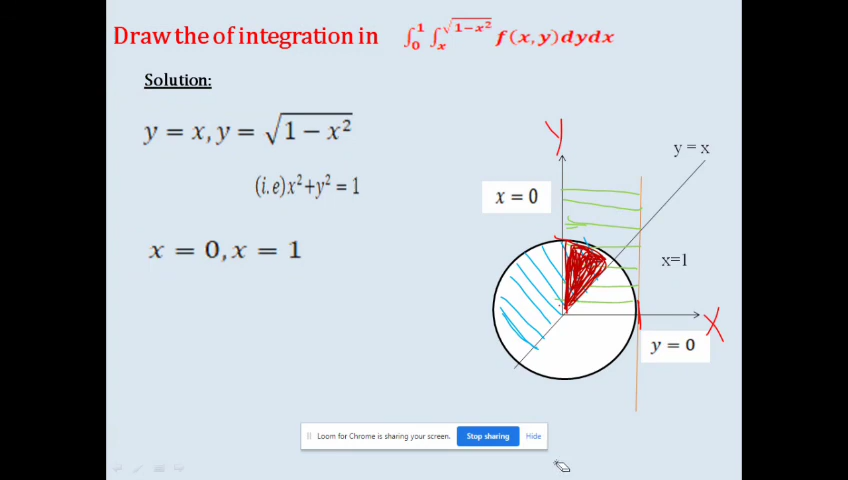 Draw the of integration in ∫₀¹ ∫ₓ^√(1−x²) f(x,y)dydx
Solution:
y = x, y = √(1 − x²)
(i.e)x²+y² = 1
x = 0, x = 1
Y
y = x
x = 0
x=1
X
y = 0
Loom for Chrome is sharing your screen. Stop sharing Hide